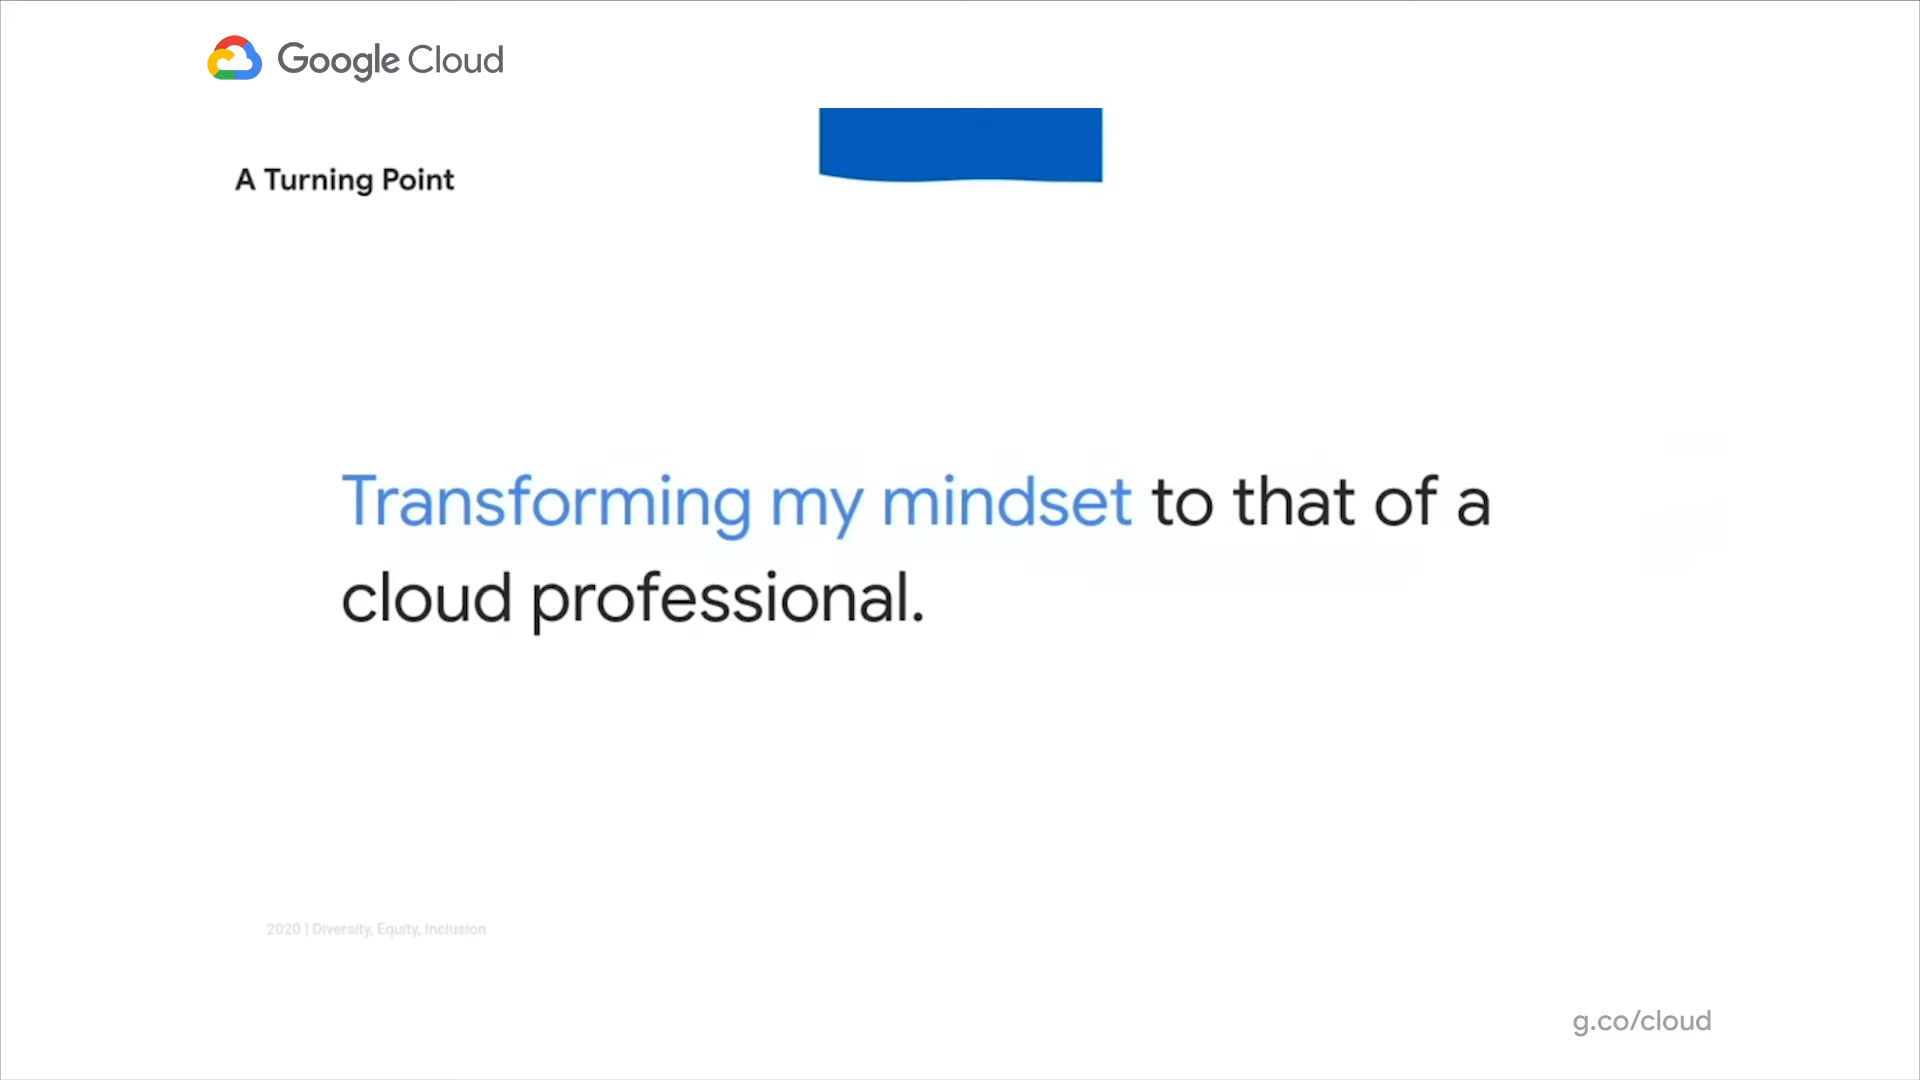 Google Cloud
A Turning Point
Transforming my mindset to that of a
cloud professional.
2020 | Diversity, Equity, Inclusion
g.co/cloud